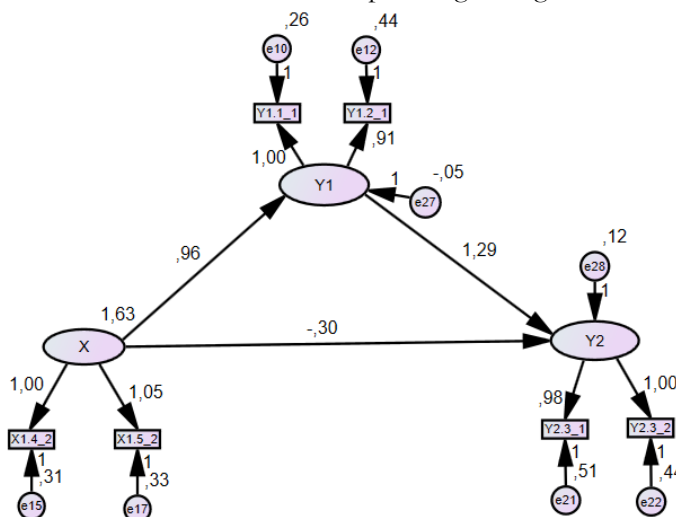 ,26
,44
e10
e12
1
1
Y1.1_1
Y1.2_1
1,00
,91
Y1
1
-,05
e27
,96
1,29
,12
e28
1
1,63
-,30
X
Y2
1,00
1,05
,98
1,00
X1.4_2
X1.5_2
Y2.3_1
Y2.3_2
1
,31
1
,33
1
,51
1
,44
e15
e17
e21
e22